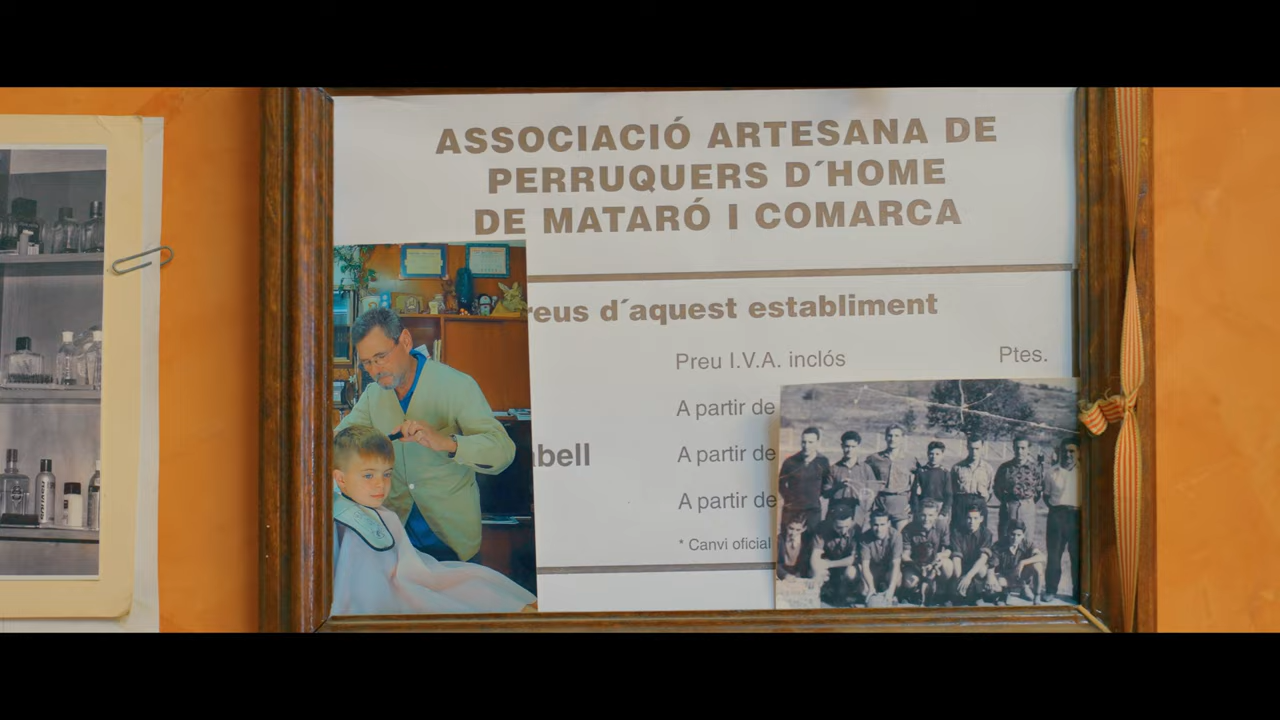 ASSOCIACIÓ ARTESANA DE
PERRUQUERS D´HOME
DE MATARÓ I COMARCA
reus d´aquest establiment
Preu I.V.A. inclós Ptes.
A partir de
abell A partir de
A partir de
* Canvi oficial